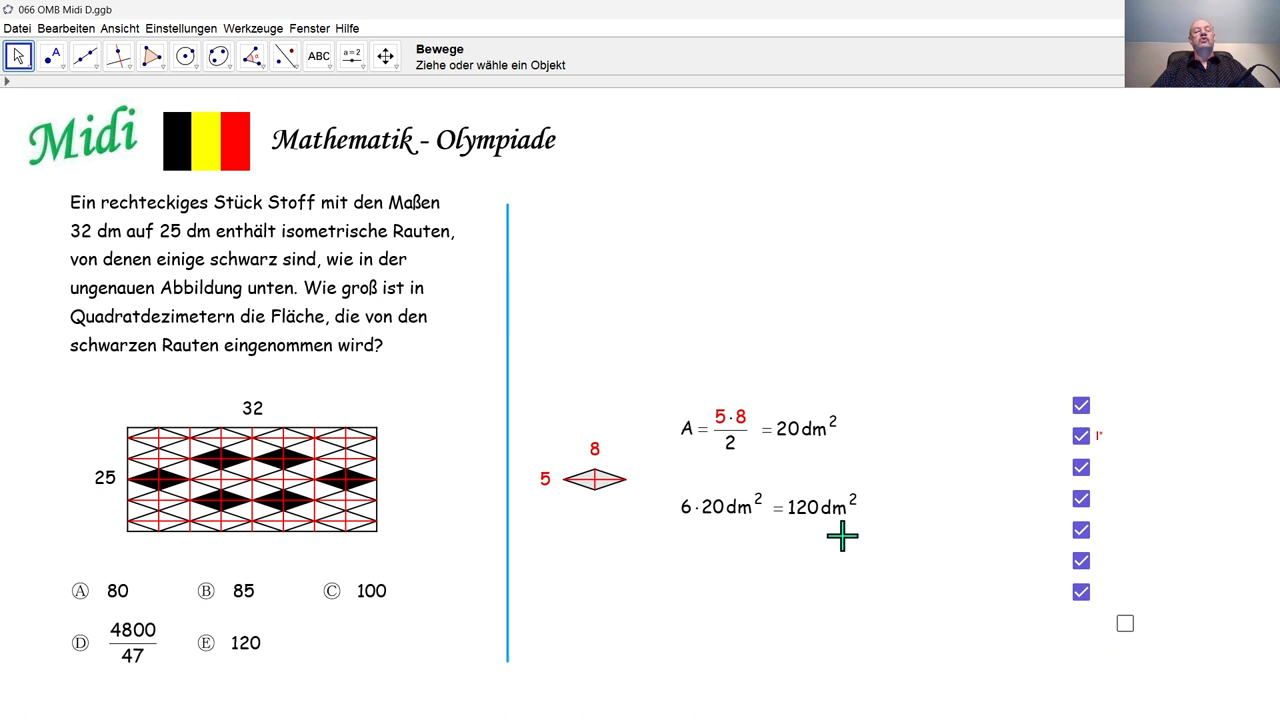 066 OMB Midi D.ggb
Datei Bearbeiten Ansicht Einstellungen Werkzeuge Fenster Hilfe
A
ABC
a=2
Bewege
Ziehe oder wähle ein Objekt
Midi
Mathematik - Olympiade
Ein rechteckiges Stück Stoff mit den Maßen
32 dm auf 25 dm enthält isometrische Rauten,
von denen einige schwarz sind, wie in der
ungenauen Abbildung unten. Wie groß ist in
Quadratdezimetern die Fläche, die von den
schwarzen Rauten eingenommen wird?
32
25
8
5
A = 5·8/2 = 20 dm²
6·20 dm² = 120 dm²
Ⓐ 80 Ⓑ 85 Ⓒ 100
Ⓓ 4800/47 Ⓔ 120